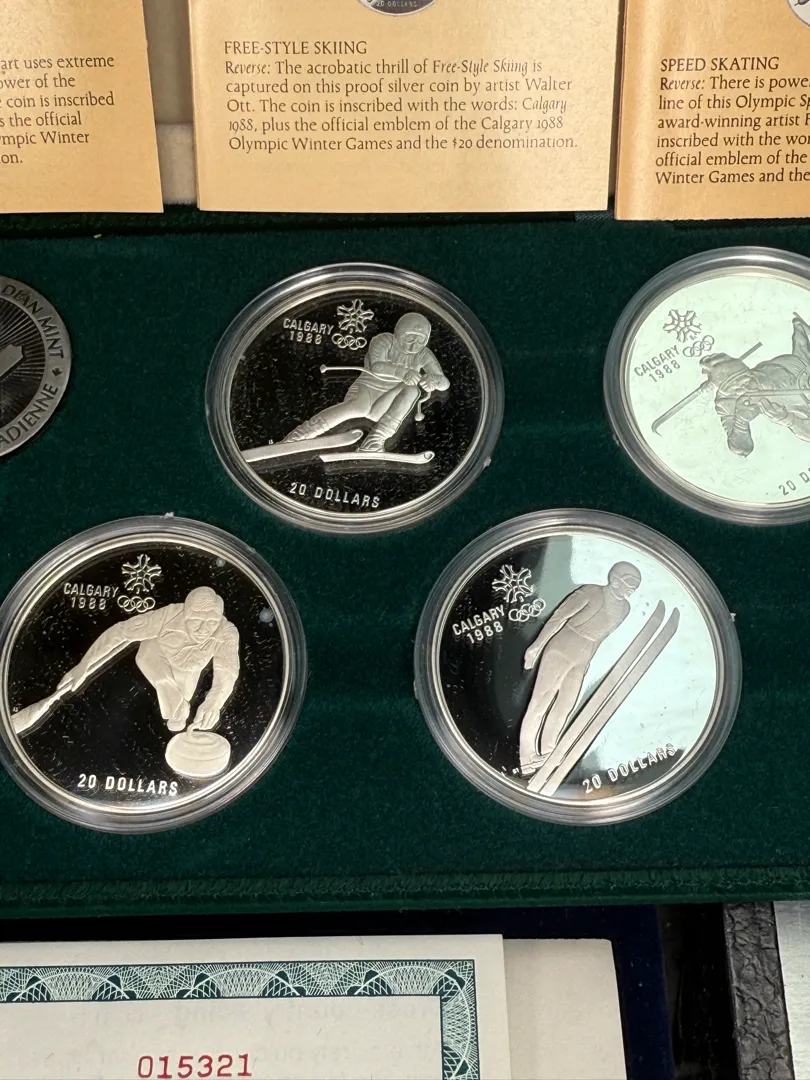 20 DOLLARS
art uses extreme
ower of the
coin is inscribed
s the official
ympic Winter
on.
FREE-STYLE SKIING
Reverse: The acrobatic thrill of Free-Style Skiing is
captured on this proof silver coin by artist Walter
Ott. The coin is inscribed with the words: Calgary
1988, plus the official emblem of the Calgary 1988
Olympic Winter Games and the $20 denomination.
SPEED SKATING
Reverse: There is powe
line of this Olympic Sp
award-winning artist
inscribed with the wor
official emblem of the
Winter Games and the
DIAN MINT
ADIENNE
CALGARY
1988
20 DOLLARS
CALGARY
1988
20 D
CALGARY
1988
20 DOLLARS
CALGARY
1988
20 DOLLARS
015321